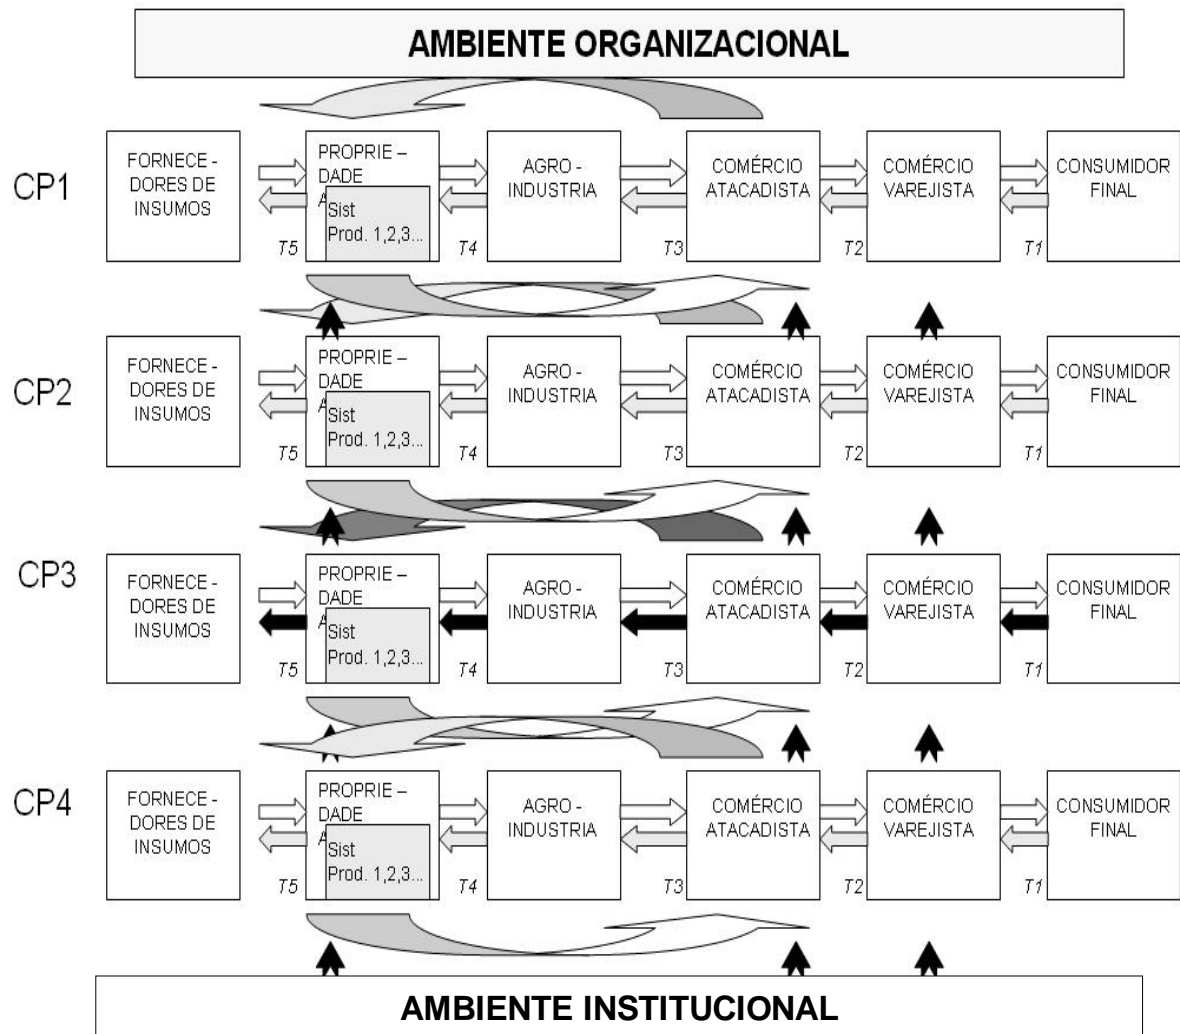 AMBIENTE ORGANIZACIONAL
CP1
FORNECE -
DORES DE
INSUMOS
T5
PROPRIE –
DADE
A
Sist
Prod. 1,2,3...
T4
AGRO -
INDUSTRIA
T3
COMÉRCIO
ATACADISTA
T2
COMÉRCIO
VAREJISTA
T1
CONSUMIDOR
FINAL
CP2
FORNECE -
DORES DE
INSUMOS
T5
PROPRIE –
DADE
A
Sist
Prod. 1,2,3...
T4
AGRO -
INDUSTRIA
T3
COMÉRCIO
ATACADISTA
T2
COMÉRCIO
VAREJISTA
T1
CONSUMIDOR
FINAL
CP3
FORNECE -
DORES DE
INSUMOS
T5
PROPRIE –
DADE
A
Sist
Prod. 1,2,3...
T4
AGRO -
INDUSTRIA
T3
COMÉRCIO
ATACADISTA
T2
COMÉRCIO
VAREJISTA
T1
CONSUMIDOR
FINAL
CP4
FORNECE -
DORES DE
INSUMOS
T5
PROPRIE –
DADE
A
Sist
Prod. 1,2,3...
T4
AGRO -
INDUSTRIA
T3
COMÉRCIO
ATACADISTA
T2
COMÉRCIO
VAREJISTA
T1
CONSUMIDOR
FINAL
AMBIENTE INSTITUCIONAL